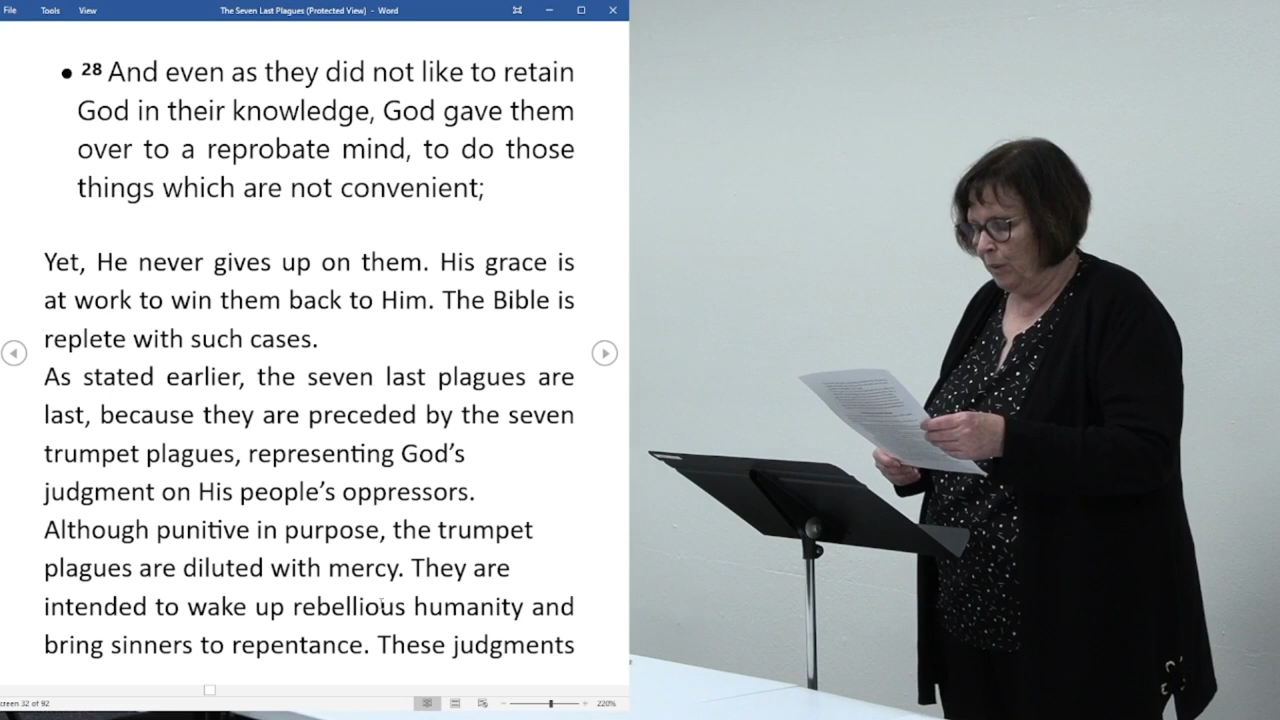 File Tools View The Seven Last Plagues (Protected View) - Word
• 28 And even as they did not like to retain
God in their knowledge, God gave them
over to a reprobate mind, to do those
things which are not convenient;
Yet, He never gives up on them. His grace is
at work to win them back to Him. The Bible is
replete with such cases.
As stated earlier, the seven last plagues are
last, because they are preceded by the seven
trumpet plagues, representing God’s
judgment on His people’s oppressors.
Although punitive in purpose, the trumpet
plagues are diluted with mercy. They are
intended to wake up rebellious humanity and
bring sinners to repentance. These judgments
creen 32 of 92 220%